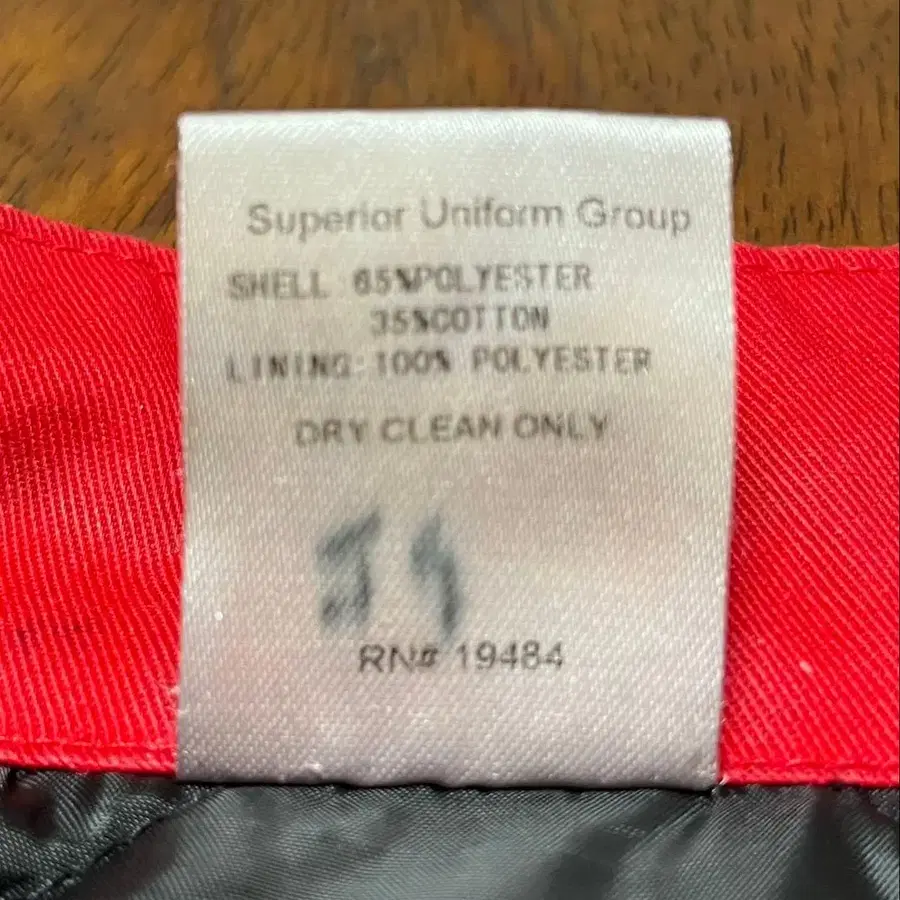 Superior Uniform Group
SHELL 65%POLYESTER
35%COTTON
LINING:100% POLYESTER
DRY CLEAN ONLY
RN# 19484